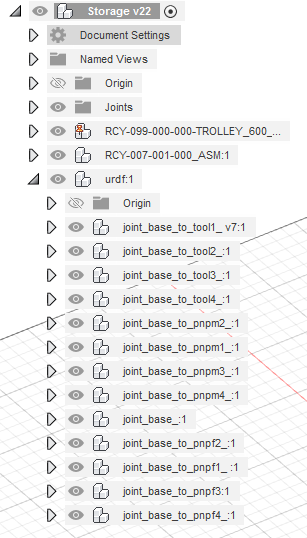 Storage v22
Document Settings
Named Views
Origin
Joints
RCY-099-000-000-TROLLEY_600_...
RCY-007-001-000_ASM:1
urdf:1
Origin
joint_base_to_tool1_ v7:1
joint_base_to_tool2_:1
joint_base_to_tool3_:1
joint_base_to_tool4_:1
joint_base_to_pnpm2_:1
joint_base_to_pnpm1_:1
joint_base_to_pnpm3_:1
joint_base_to_pnpm4_:1
joint_base_:1
joint_base_to_pnpf2_:1
joint_base_to_pnpf1_:1
joint_base_to_pnpf3:1
joint_base_to_pnpf4_:1